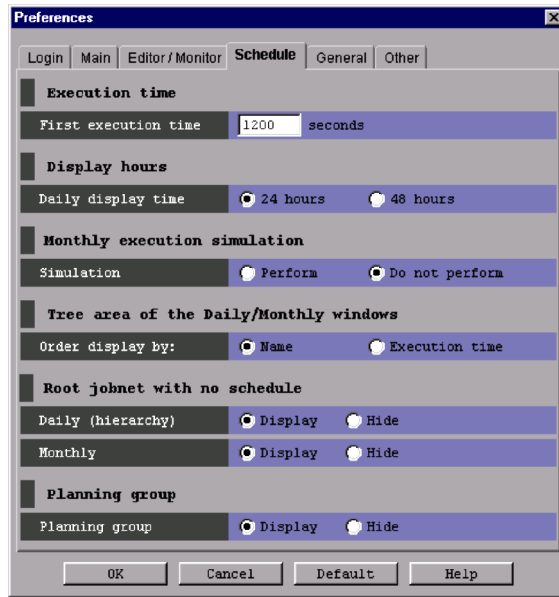 Preferences
Login Main Editor / Monitor Schedule General Other
Execution time
First execution time 1200 seconds
Display hours
Daily display time 24 hours 48 hours
Monthly execution simulation
Simulation Perform Do not perform
Tree area of the Daily/Monthly windows
Order display by: Name Execution time
Root jobnet with no schedule
Daily (hierarchy) Display Hide
Monthly Display Hide
Planning group
Planning group Display Hide
OK Cancel Default Help